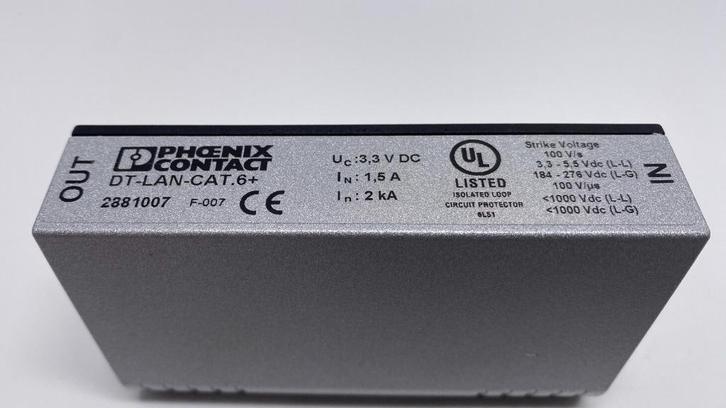 OUT
PHŒNIX
CONTACT
DT-LAN-CAT.6+
2881007 F-007 CE
Uc:3,3 V DC
IN: 1,5 A
In: 2 kA
UL
LISTED
ISOLATED LOOP
CIRCUIT PROTECTOR
6L51
Strike Voltage
100 V/s
3,3 - 5,5 Vdc (L-L)
184 - 276 Vdc (L-G)
100 V/µs
<1000 Vdc (L-L)
<1000 Vdc (L-G)
IN